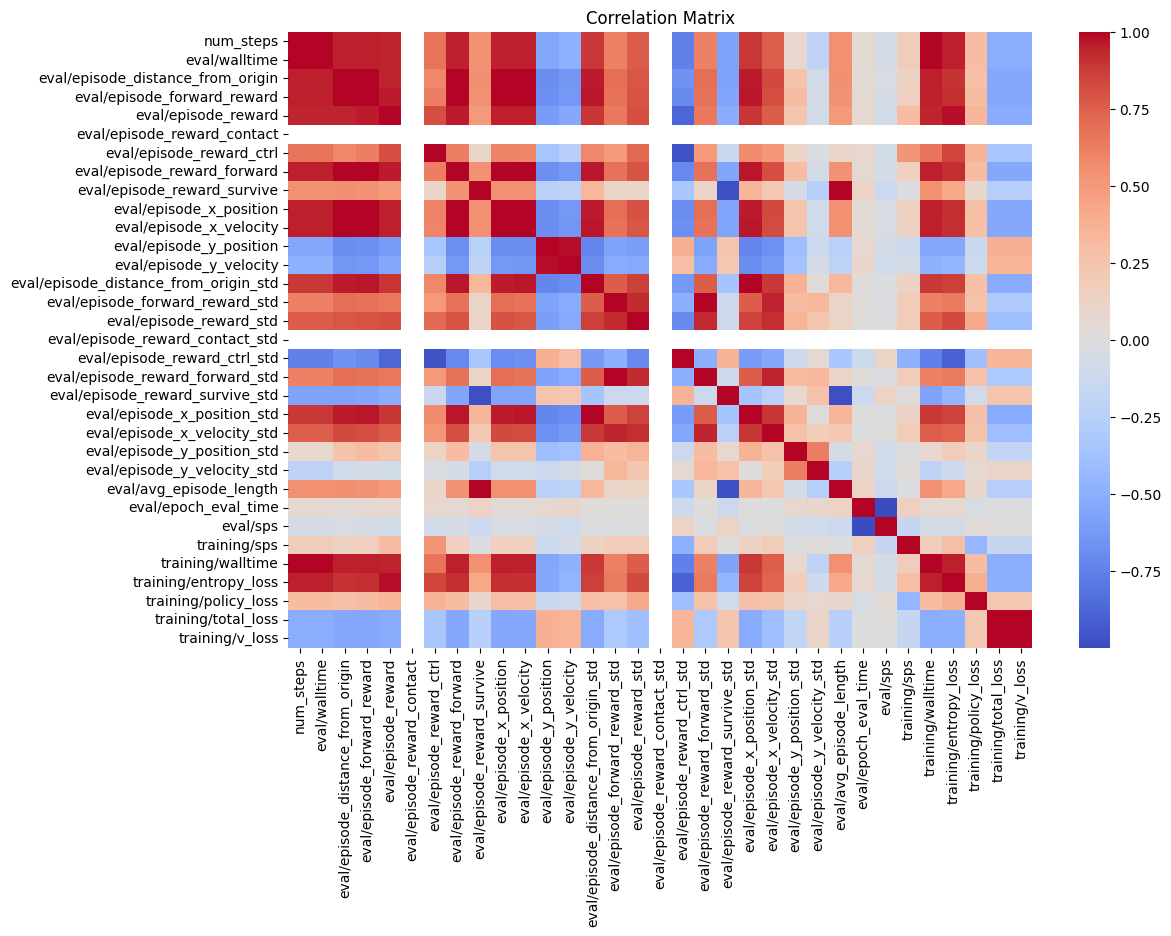 Correlation Matrix
num_steps
eval/walltime
eval/episode_distance_from_origin
eval/episode_forward_reward
eval/episode_reward
eval/episode_reward_contact
eval/episode_reward_ctrl
eval/episode_reward_forward
eval/episode_reward_survive
eval/episode_x_position
eval/episode_x_velocity
eval/episode_y_position
eval/episode_y_velocity
eval/episode_distance_from_origin_std
eval/episode_forward_reward_std
eval/episode_reward_std
eval/episode_reward_contact_std
eval/episode_reward_ctrl_std
eval/episode_reward_forward_std
eval/episode_reward_survive_std
eval/episode_x_position_std
eval/episode_x_velocity_std
eval/episode_y_position_std
eval/episode_y_velocity_std
eval/avg_episode_length
eval/epoch_eval_time
eval/sps
training/sps
training/walltime
training/entropy_loss
training/policy_loss
training/total_loss
training/v_loss
num_steps
eval/walltime
eval/episode_distance_from_origin
eval/episode_forward_reward
eval/episode_reward
eval/episode_reward_contact
eval/episode_reward_ctrl
eval/episode_reward_forward
eval/episode_reward_survive
eval/episode_x_position
eval/episode_x_velocity
eval/episode_y_position
eval/episode_y_velocity
eval/episode_distance_from_origin_std
eval/episode_forward_reward_std
eval/episode_reward_std
eval/episode_reward_contact_std
eval/episode_reward_ctrl_std
eval/episode_reward_forward_std
eval/episode_reward_survive_std
eval/episode_x_position_std
eval/episode_x_velocity_std
eval/episode_y_position_std
eval/episode_y_velocity_std
eval/avg_episode_length
eval/epoch_eval_time
eval/sps
training/sps
training/walltime
training/entropy_loss
training/policy_loss
training/total_loss
training/v_loss
1.00
0.75
0.50
0.25
0.00
−0.25
−0.50
−0.75